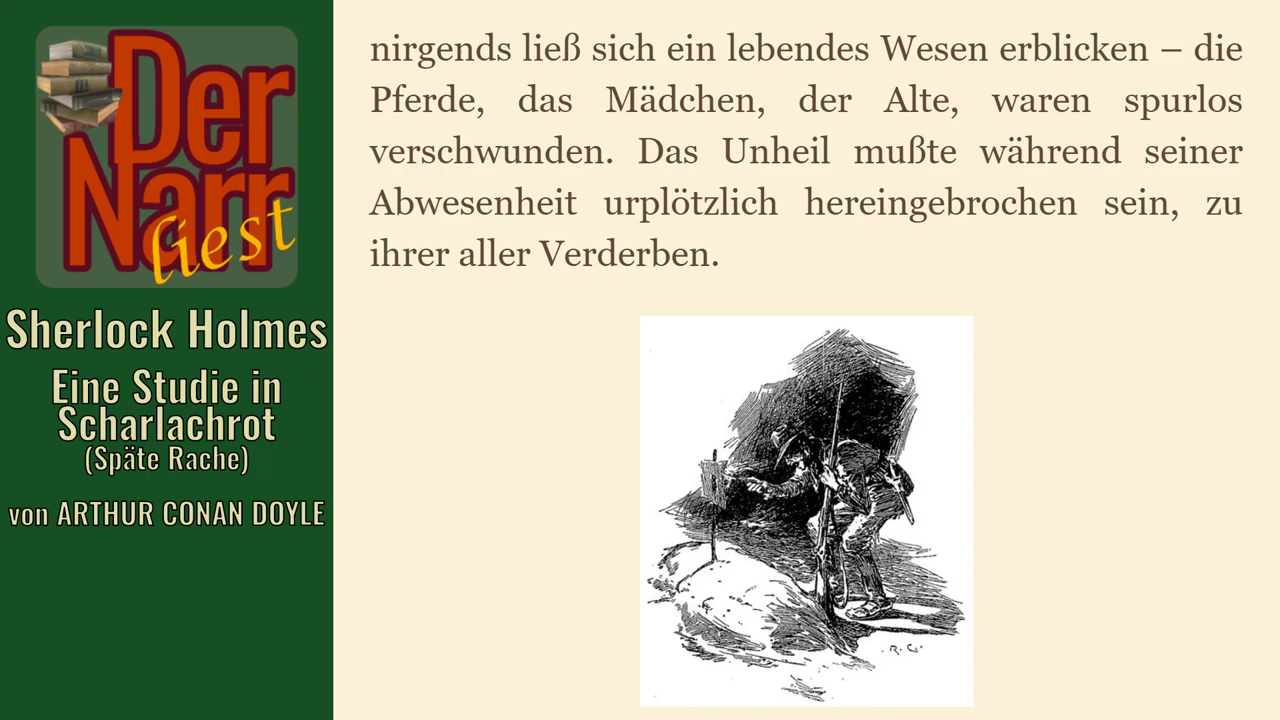 Der
Narr
liest
Sherlock Holmes
Eine Studie in
Scharlachrot
(Späte Rache)
von ARTHUR CONAN DOYLE
nirgends ließ sich ein lebendes Wesen erblicken – die
Pferde, das Mädchen, der Alte, waren spurlos
verschwunden. Das Unheil mußte während seiner
Abwesenheit urplötzlich hereingebrochen sein, zu
ihrer aller Verderben.
R.G.